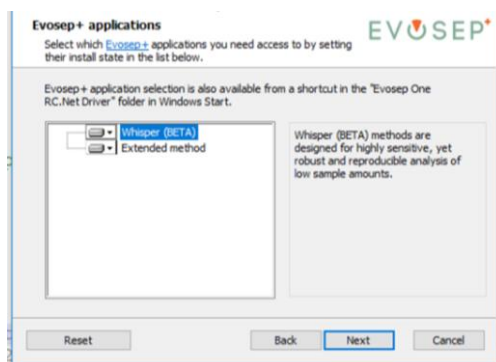 Evosep+ applications
EVOSEP+
Select which Evosep+ applications you need access to by setting
their install state in the list below.
Evosep+ application selection is also available from a shortcut in the "Evosep One
RC.Net Driver" folder in Windows Start.
Whisper (BETA)
Extended method
Whisper (BETA) methods are
designed for highly sensitive, yet
robust and reproducible analysis of
low sample amounts.
Reset
Back
Next
Cancel